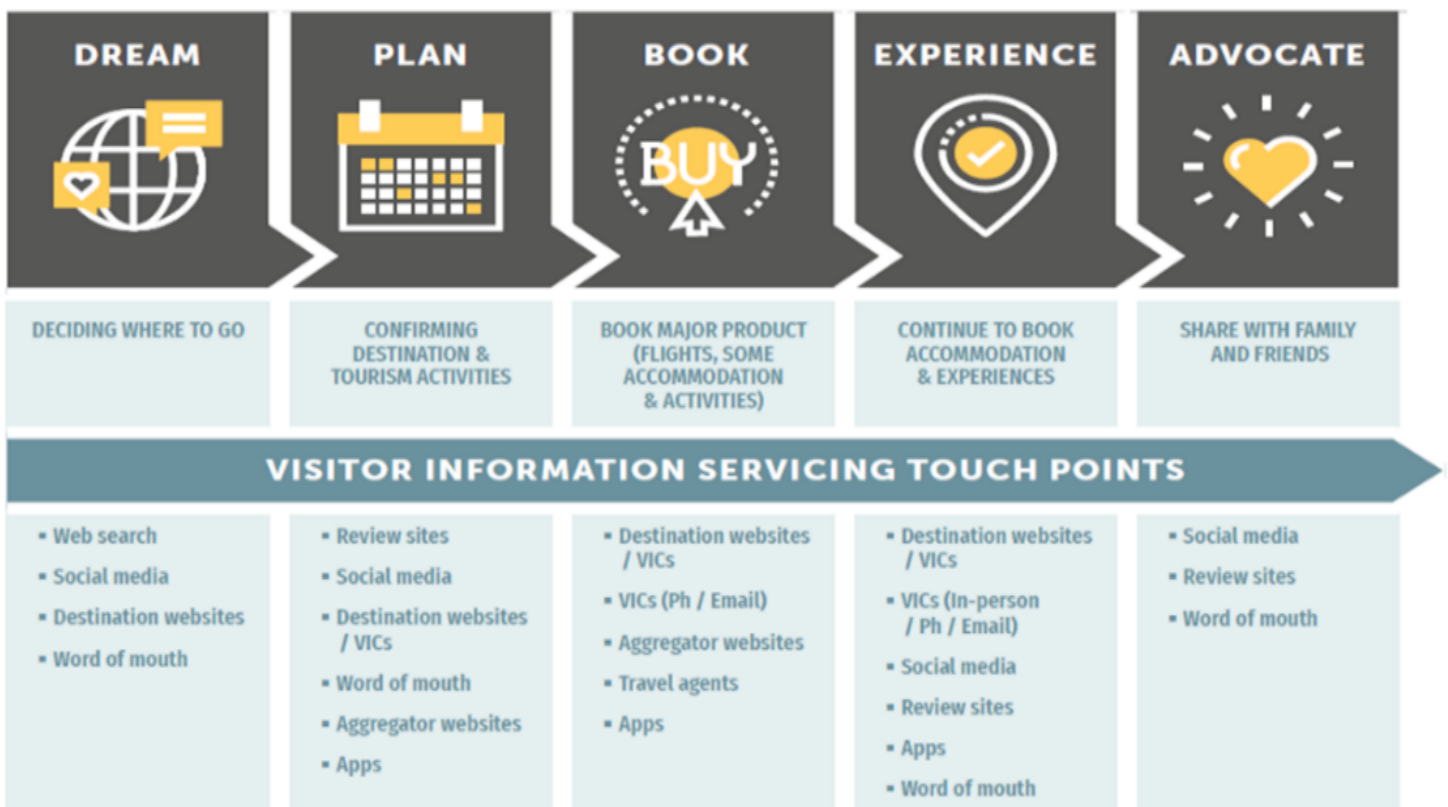 DREAM
PLAN
BOOK
EXPERIENCE
ADVOCATE
BUY
DECIDING WHERE TO GO
CONFIRMING
DESTINATION &
TOURISM ACTIVITIES
BOOK MAJOR PRODUCT
(FLIGHTS, SOME
ACCOMMODATION
& ACTIVITIES)
CONTINUE TO BOOK
ACCOMMODATION
& EXPERIENCES
SHARE WITH FAMILY
AND FRIENDS
VISITOR INFORMATION SERVICING TOUCH POINTS
▪ Web search
▪ Social media
▪ Destination websites
▪ Word of mouth
▪ Review sites
▪ Social media
▪ Destination websites
/ VICs
▪ Word of mouth
▪ Aggregator websites
▪ Apps
▪ Destination websites
/ VICs
▪ VICs (Ph / Email)
▪ Aggregator websites
▪ Travel agents
▪ Apps
▪ Destination websites
/ VICs
▪ VICs (In-person
/ Ph / Email)
▪ Social media
▪ Review sites
▪ Apps
▪ Word of mouth
▪ Social media
▪ Review sites
▪ Word of mouth